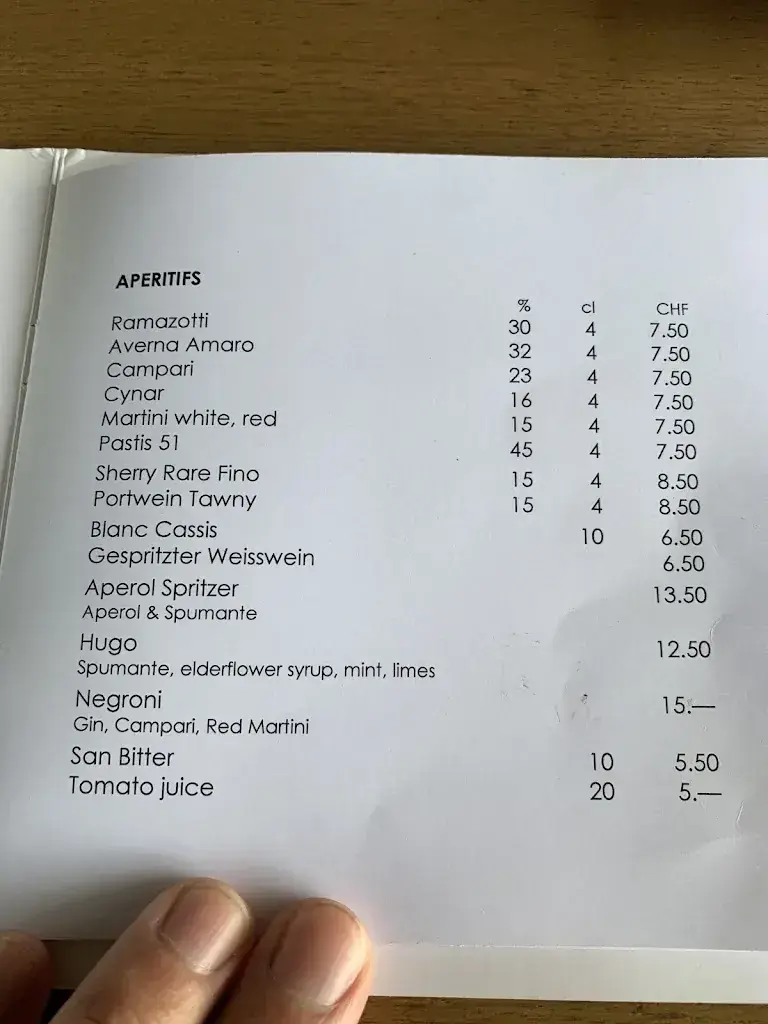 APERITIFS
% cl CHF
Ramazotti 30 4 7.50
Averna Amaro 32 4 7.50
Campari 23 4 7.50
Cynar 16 4 7.50
Martini white, red 15 4 7.50
Pastis 51 45 4 7.50
Sherry Rare Fino 15 4 8.50
Portwein Tawny 15 4 8.50
Blanc Cassis 10 6.50
Gespritzter Weisswein 6.50
Aperol Spritzer 13.50
Aperol & Spumante
Hugo 12.50
Spumante, elderflower syrup, mint, limes
Negroni 15.—
Gin, Campari, Red Martini
San Bitter 10 5.50
Tomato juice 20 5.—